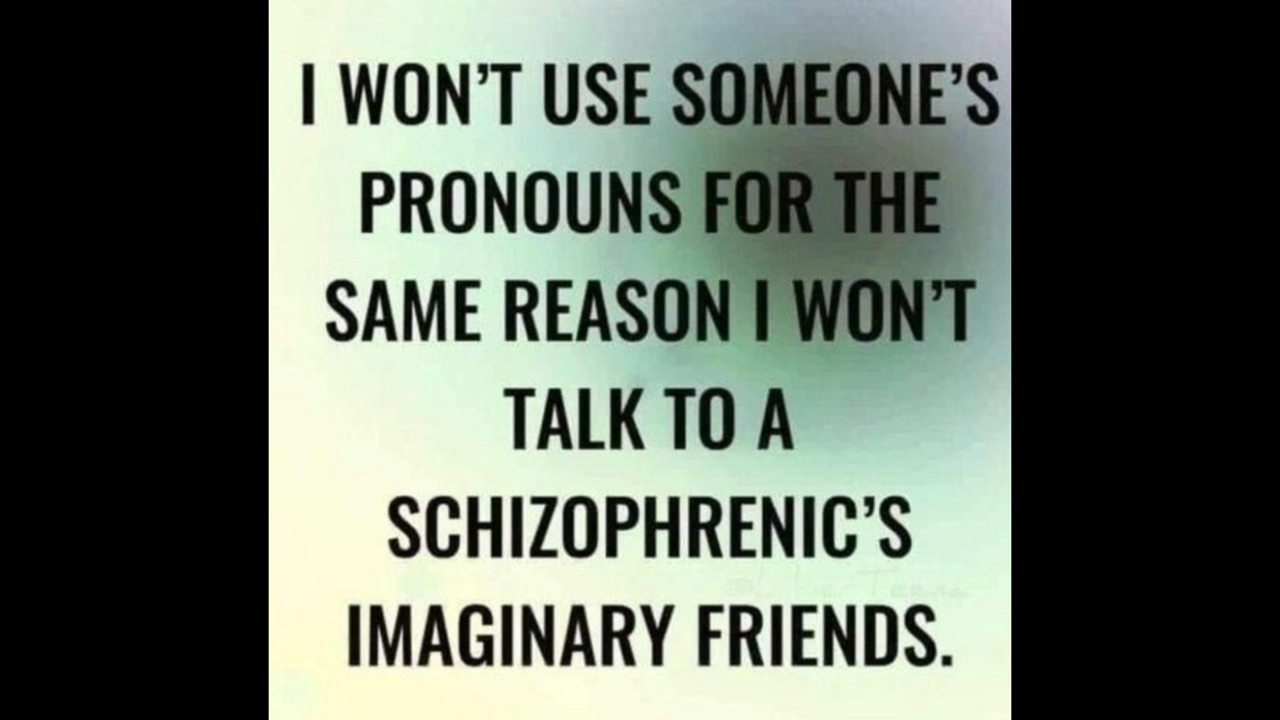 I WON'T USE SOMEONE'S
PRONOUNS FOR THE
SAME REASON I WON'T
TALK TO A
SCHIZOPHRENIC'S
IMAGINARY FRIENDS.